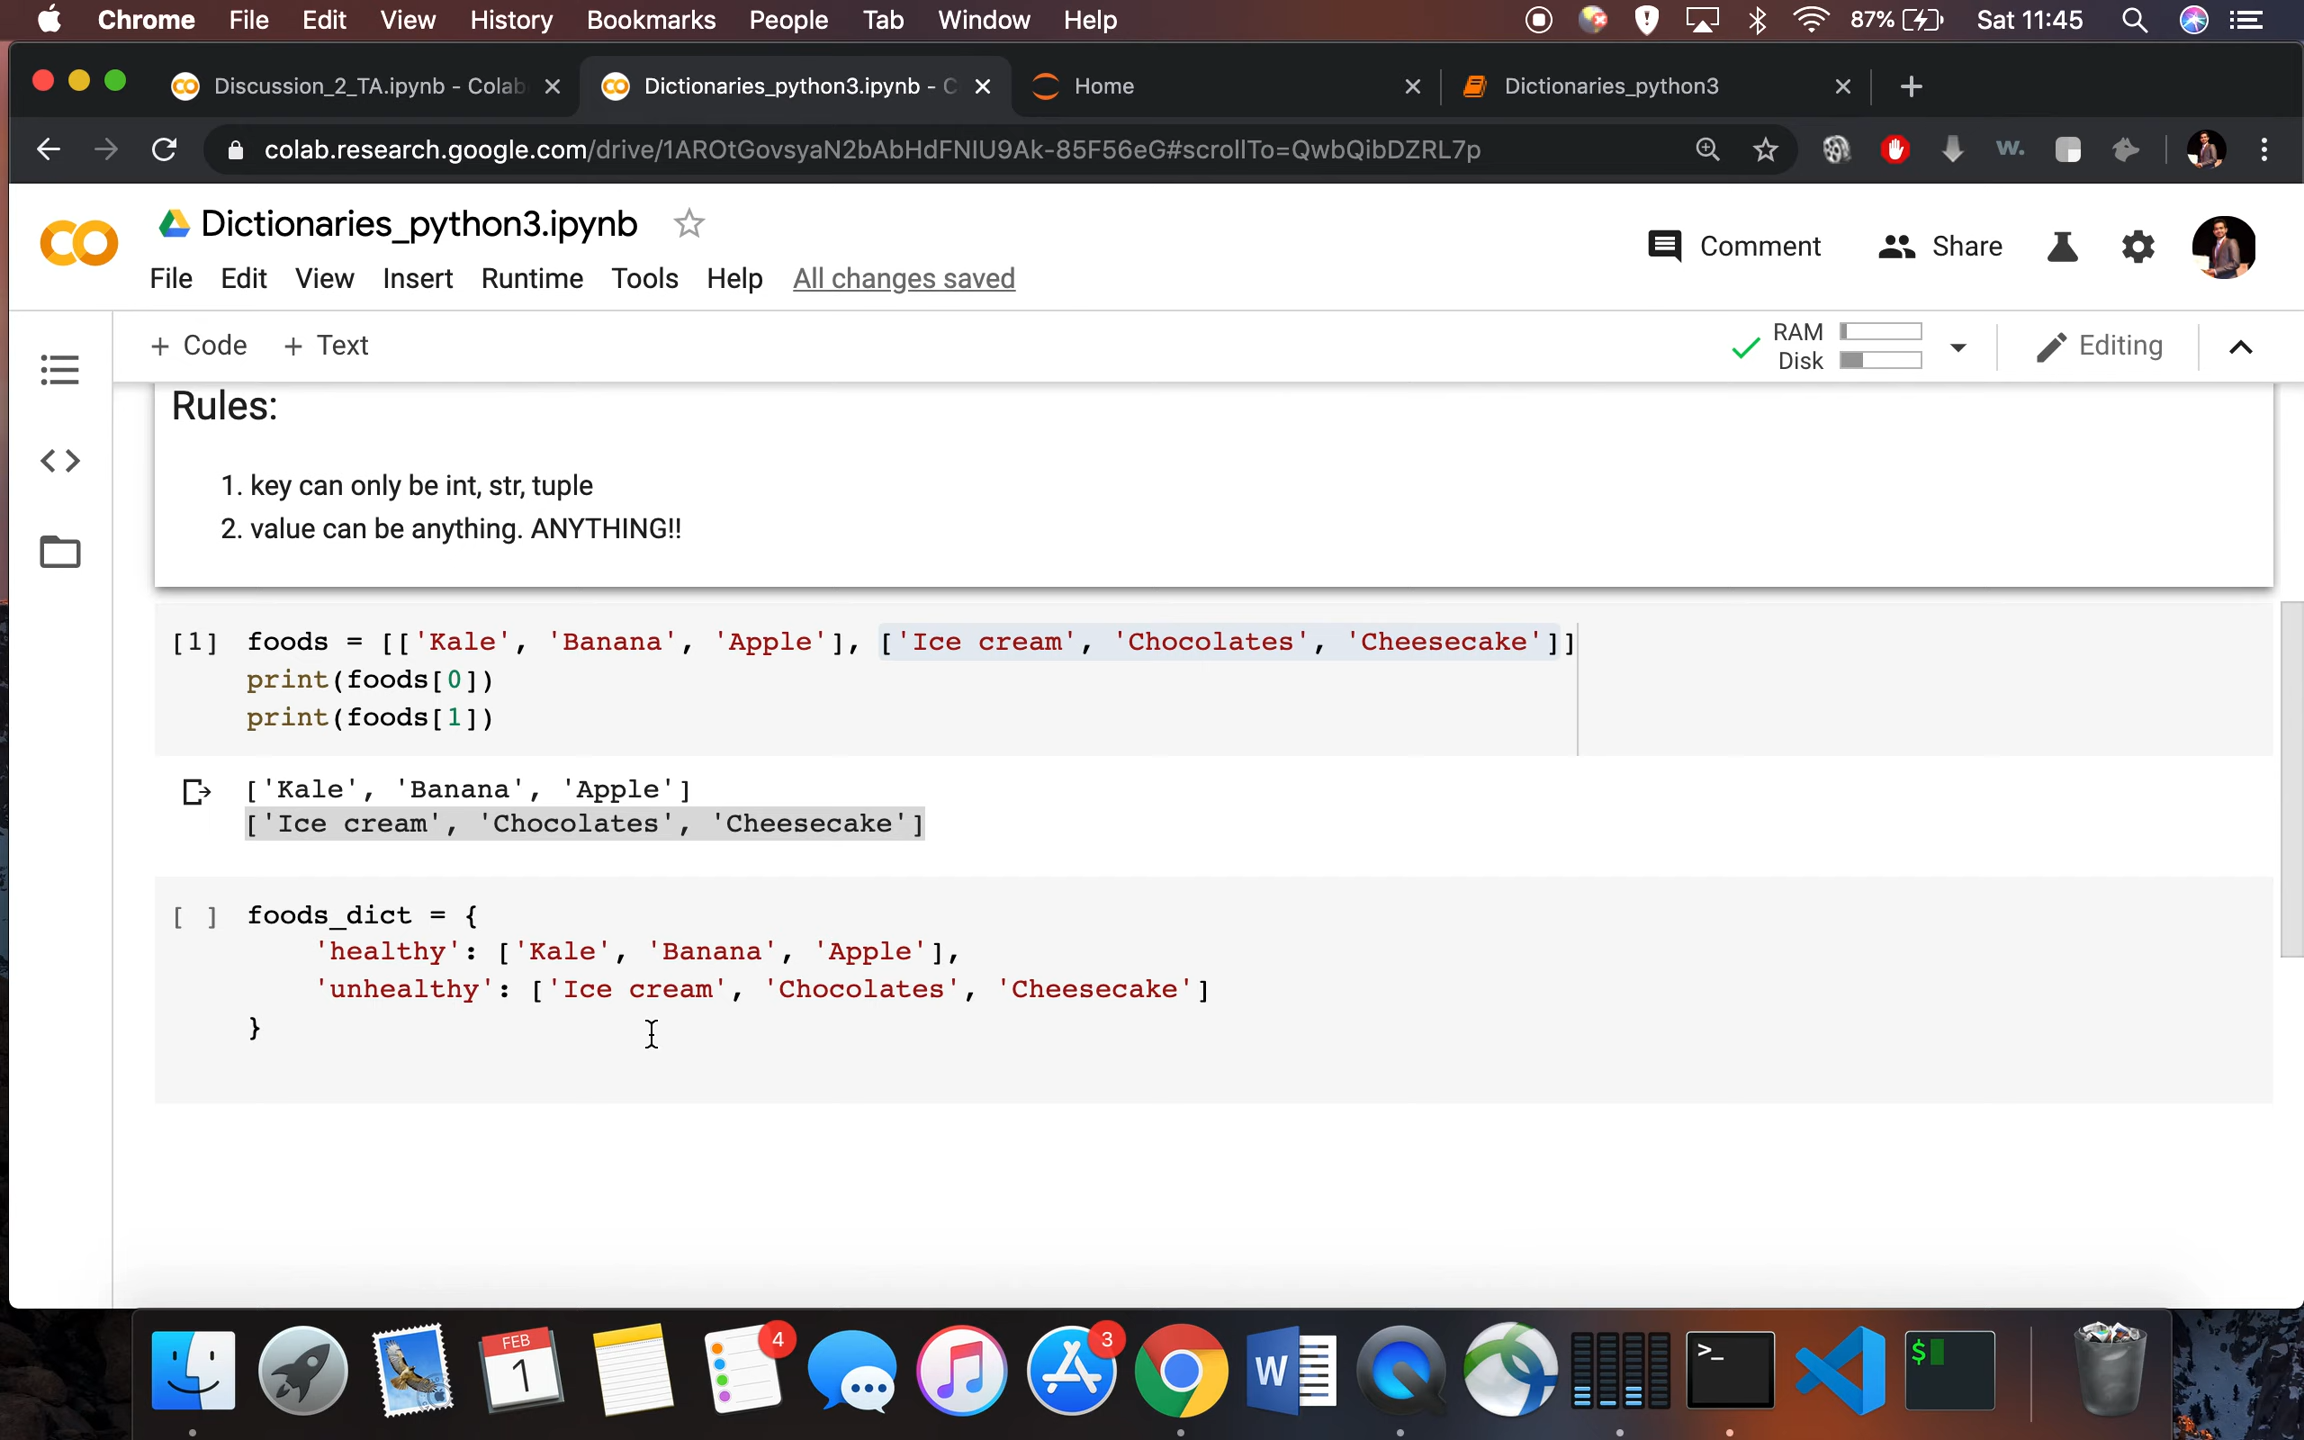 Chrome File Edit View History Bookmarks People Tab Window Help 87% Sat 11:45
Discussion_2_TA.ipynb - Colab Dictionaries_python3.ipynb - C Home Dictionaries_python3
colab.research.google.com/drive/1AROtGovsyaN2bAbHdFNIU9Ak-85F56eG#scrollTo=QwbQibDZRL7p w.
Dictionaries_python3.ipynb
Comment Share
File Edit View Insert Runtime Tools Help All changes saved
+ Code + Text RAM Disk Editing
Rules:
1. key can only be int, str, tuple
2. value can be anything. ANYTHING!!
[1] foods = [['Kale', 'Banana', 'Apple'], ['Ice cream', 'Chocolates', 'Cheesecake']]
print(foods[0])
print(foods[1])
['Kale', 'Banana', 'Apple']
['Ice cream', 'Chocolates', 'Cheesecake']
[ ] foods_dict = {
'healthy': ['Kale', 'Banana', 'Apple'],
'unhealthy': ['Ice cream', 'Chocolates', 'Cheesecake']
}
FEB 1 4 3 W >_ $